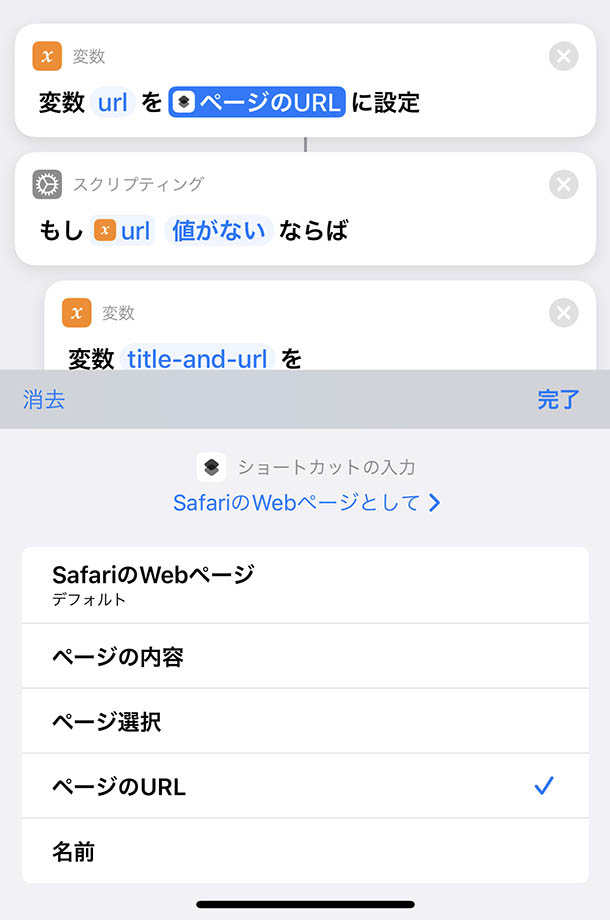 変数
変数 url を ページのURL に設定
スクリプティング
もし url 値がない ならば
変数
変数 title-and-url を
消去
完了
ショートカットの入力
SafariのWebページとして
SafariのWebページ
デフォルト
ページの内容
ページ選択
ページのURL
名前